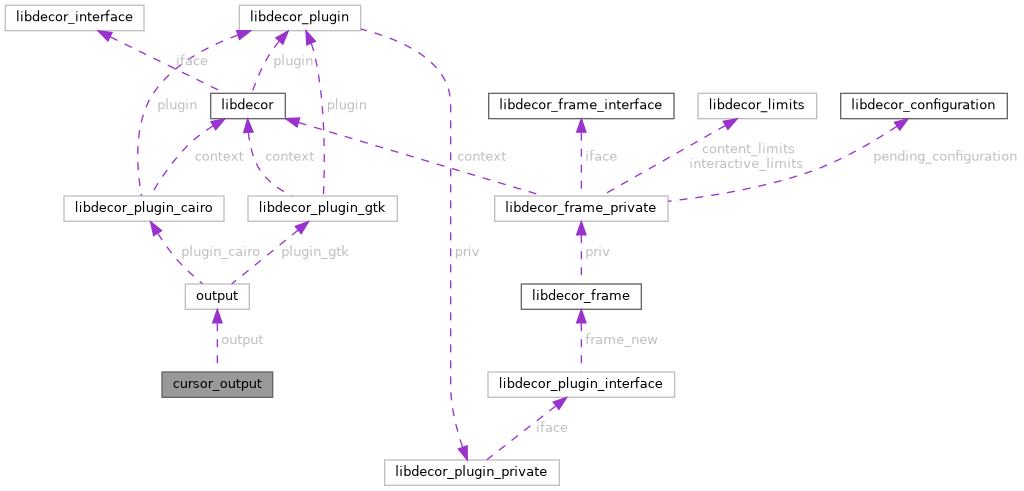 libdecor_interface
libdecor_plugin
iface
plugin
plugin
libdecor
plugin
libdecor_frame_interface
libdecor_limits
libdecor_configuration
context
context
context
iface
content_limits
interactive_limits
pending_configuration
libdecor_plugin_cairo
libdecor_plugin_gtk
libdecor_frame_private
plugin_cairo
plugin_gtk
priv
priv
output
libdecor_frame
output
frame_new
cursor_output
libdecor_plugin_interface
iface
libdecor_plugin_private